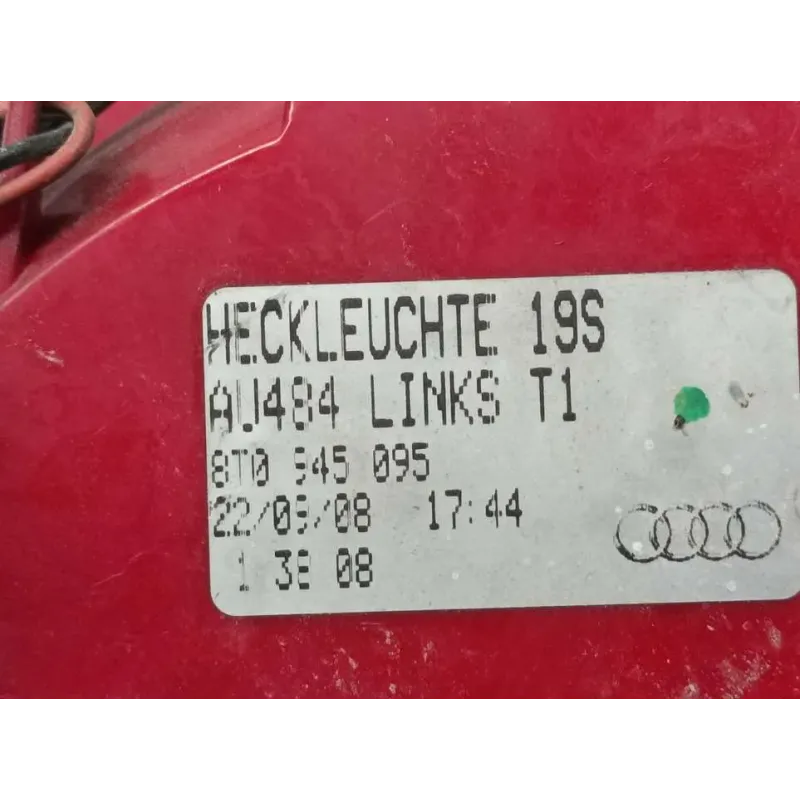 HECKLEUCHTE 19S
AU484 LINKS T1
8T0 945 095
22/09/08 17:44
1 38 08